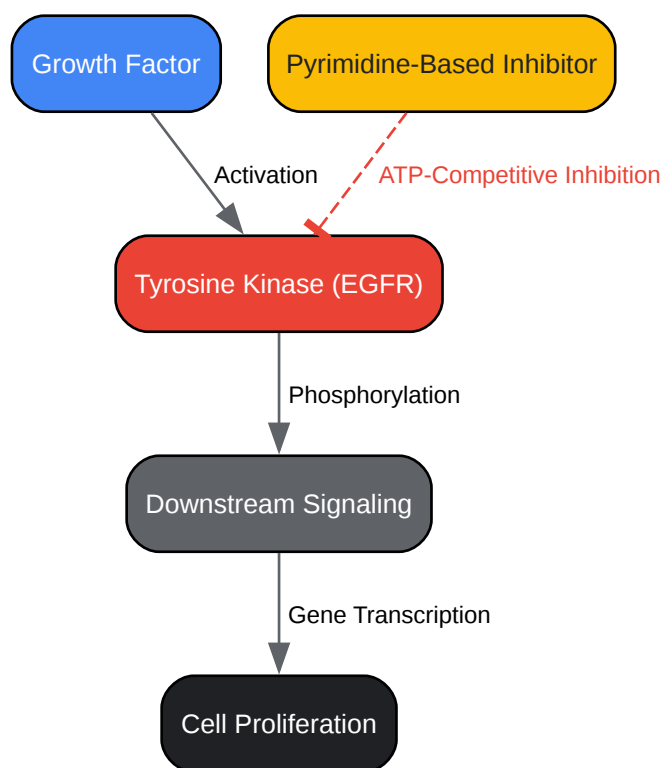 Growth Factor
Pyrimidine-Based Inhibitor
Activation
ATP-Competitive Inhibition
Tyrosine Kinase (EGFR)
Phosphorylation
Downstream Signaling
Gene Transcription
Cell Proliferation